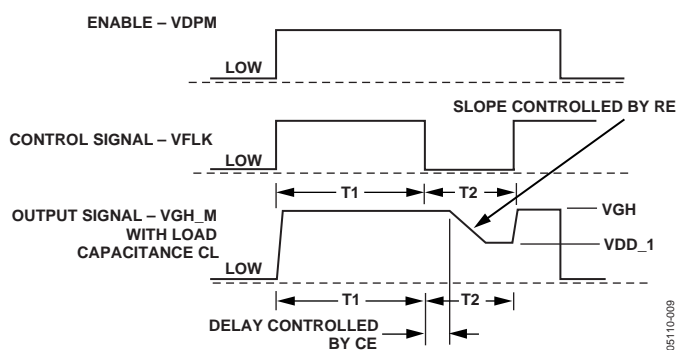 ENABLE – VDPM
LOW
SLOPE CONTROLLED BY RE
CONTROL SIGNAL – VFLK
LOW
T1
T2
OUTPUT SIGNAL – VGH_M
WITH LOAD
CAPACITANCE CL
VGH
VDD_1
LOW
T1
T2
DELAY CONTROLLED
BY CE
05110-009